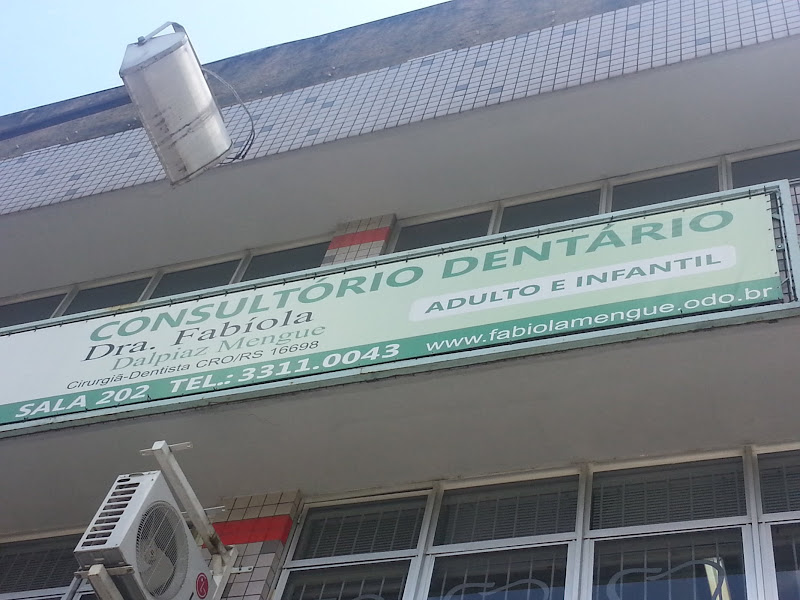 CONSULTÓRIO DENTÁRIO
Dra. Fabíola
Dalpiaz Mengue
Cirurgiã-Dentista CRO/RS 16698
ADULTO E INFANTIL
SALA 202 TEL.: 3311.0043
www.fabiolamengue.odo.br